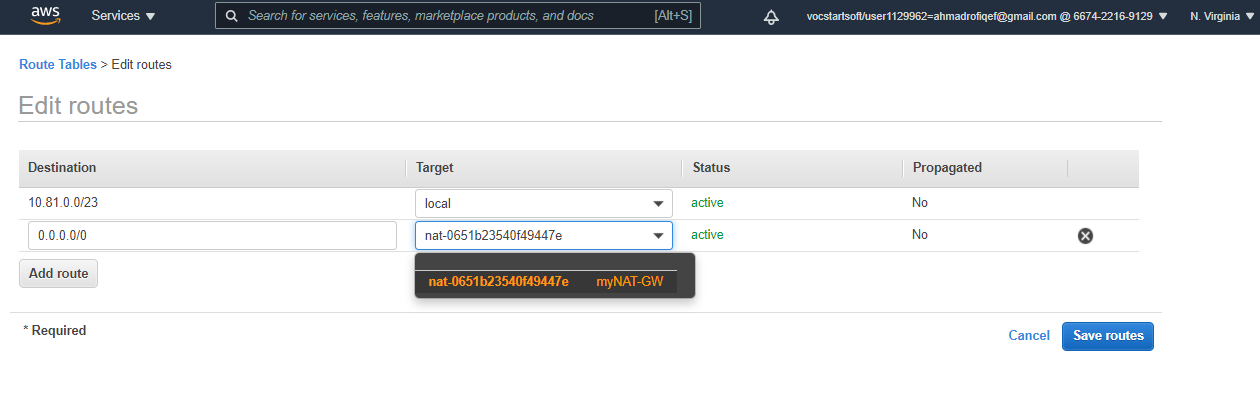 aws
Services
Search for services, features, marketplace products, and docs [Alt+S]
vocstartsoft/user1129962=ahmadrofiqef@gmail.com @ 6674-2216-9129
N. Virginia
Route Tables > Edit routes
Edit routes
Destination Target Status Propagated
10.81.0.0/23 local active No
0.0.0.0/0 nat-0651b23540f49447e active No
Add route
nat-0651b23540f49447e myNAT-GW
* Required
Cancel Save routes